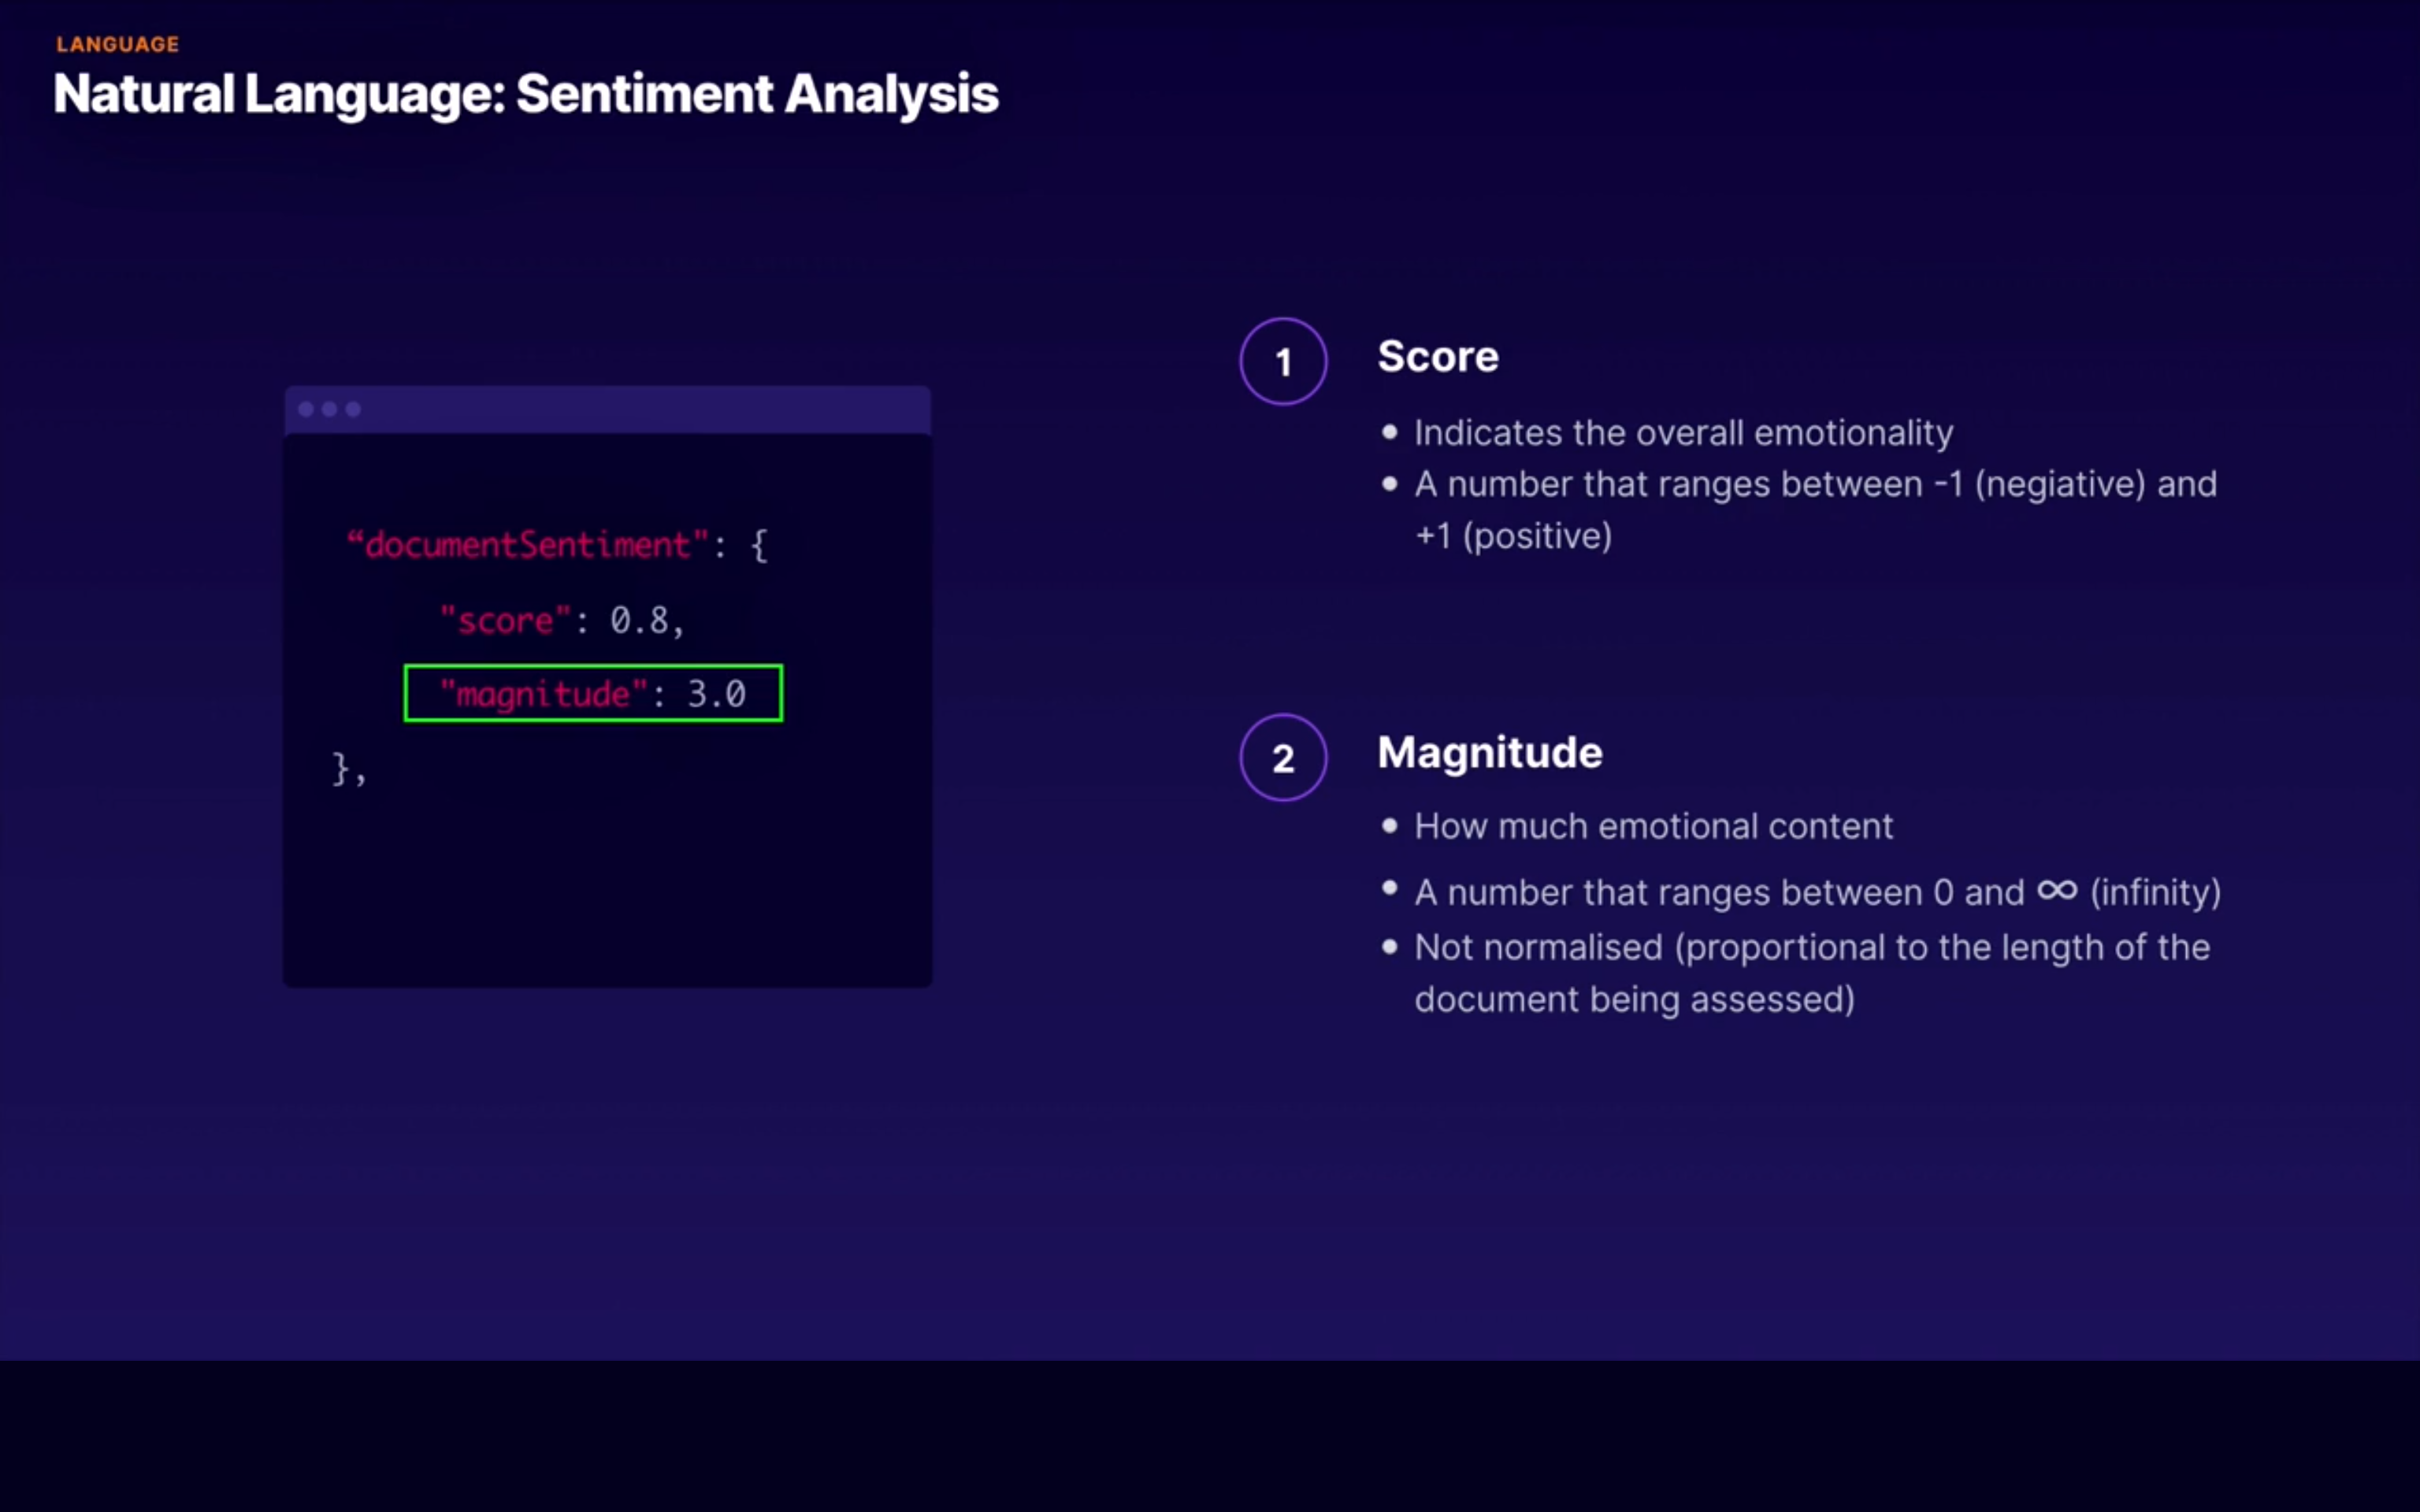 LANGUAGE
Natural Language: Sentiment Analysis
“documentSentiment": {
"score": 0.8,
"magnitude": 3.0
},
1
Score
• Indicates the overall emotionality
• A number that ranges between -1 (negiative) and
+1 (positive)
2
Magnitude
• How much emotional content
• A number that ranges between 0 and ∞ (infinity)
• Not normalised (proportional to the length of the
document being assessed)